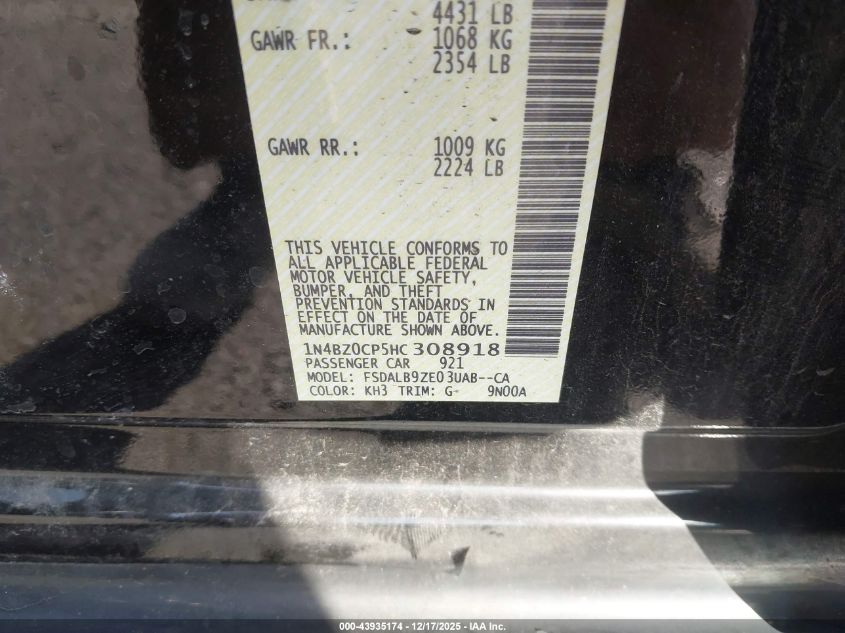 4431 LB
GAWR FR.: 1068 KG
2354 LB
GAWR RR.: 1009 KG
2224 LB
THIS VEHICLE CONFORMS TO
ALL APPLICABLE FEDERAL
MOTOR VEHICLE SAFETY,
BUMPER, AND THEFT
PREVENTION STANDARDS IN
EFFECT ON THE DATE OF
MANUFACTURE SHOWN ABOVE.
1N4BZ0CP5HC 308918
PASSENGER CAR 921
MODEL: FSDALB9ZE03UAB--CA
COLOR: KH3 TRIM: G 9N00A
000-43935174 | 12/17/2025 - IAA Inc.